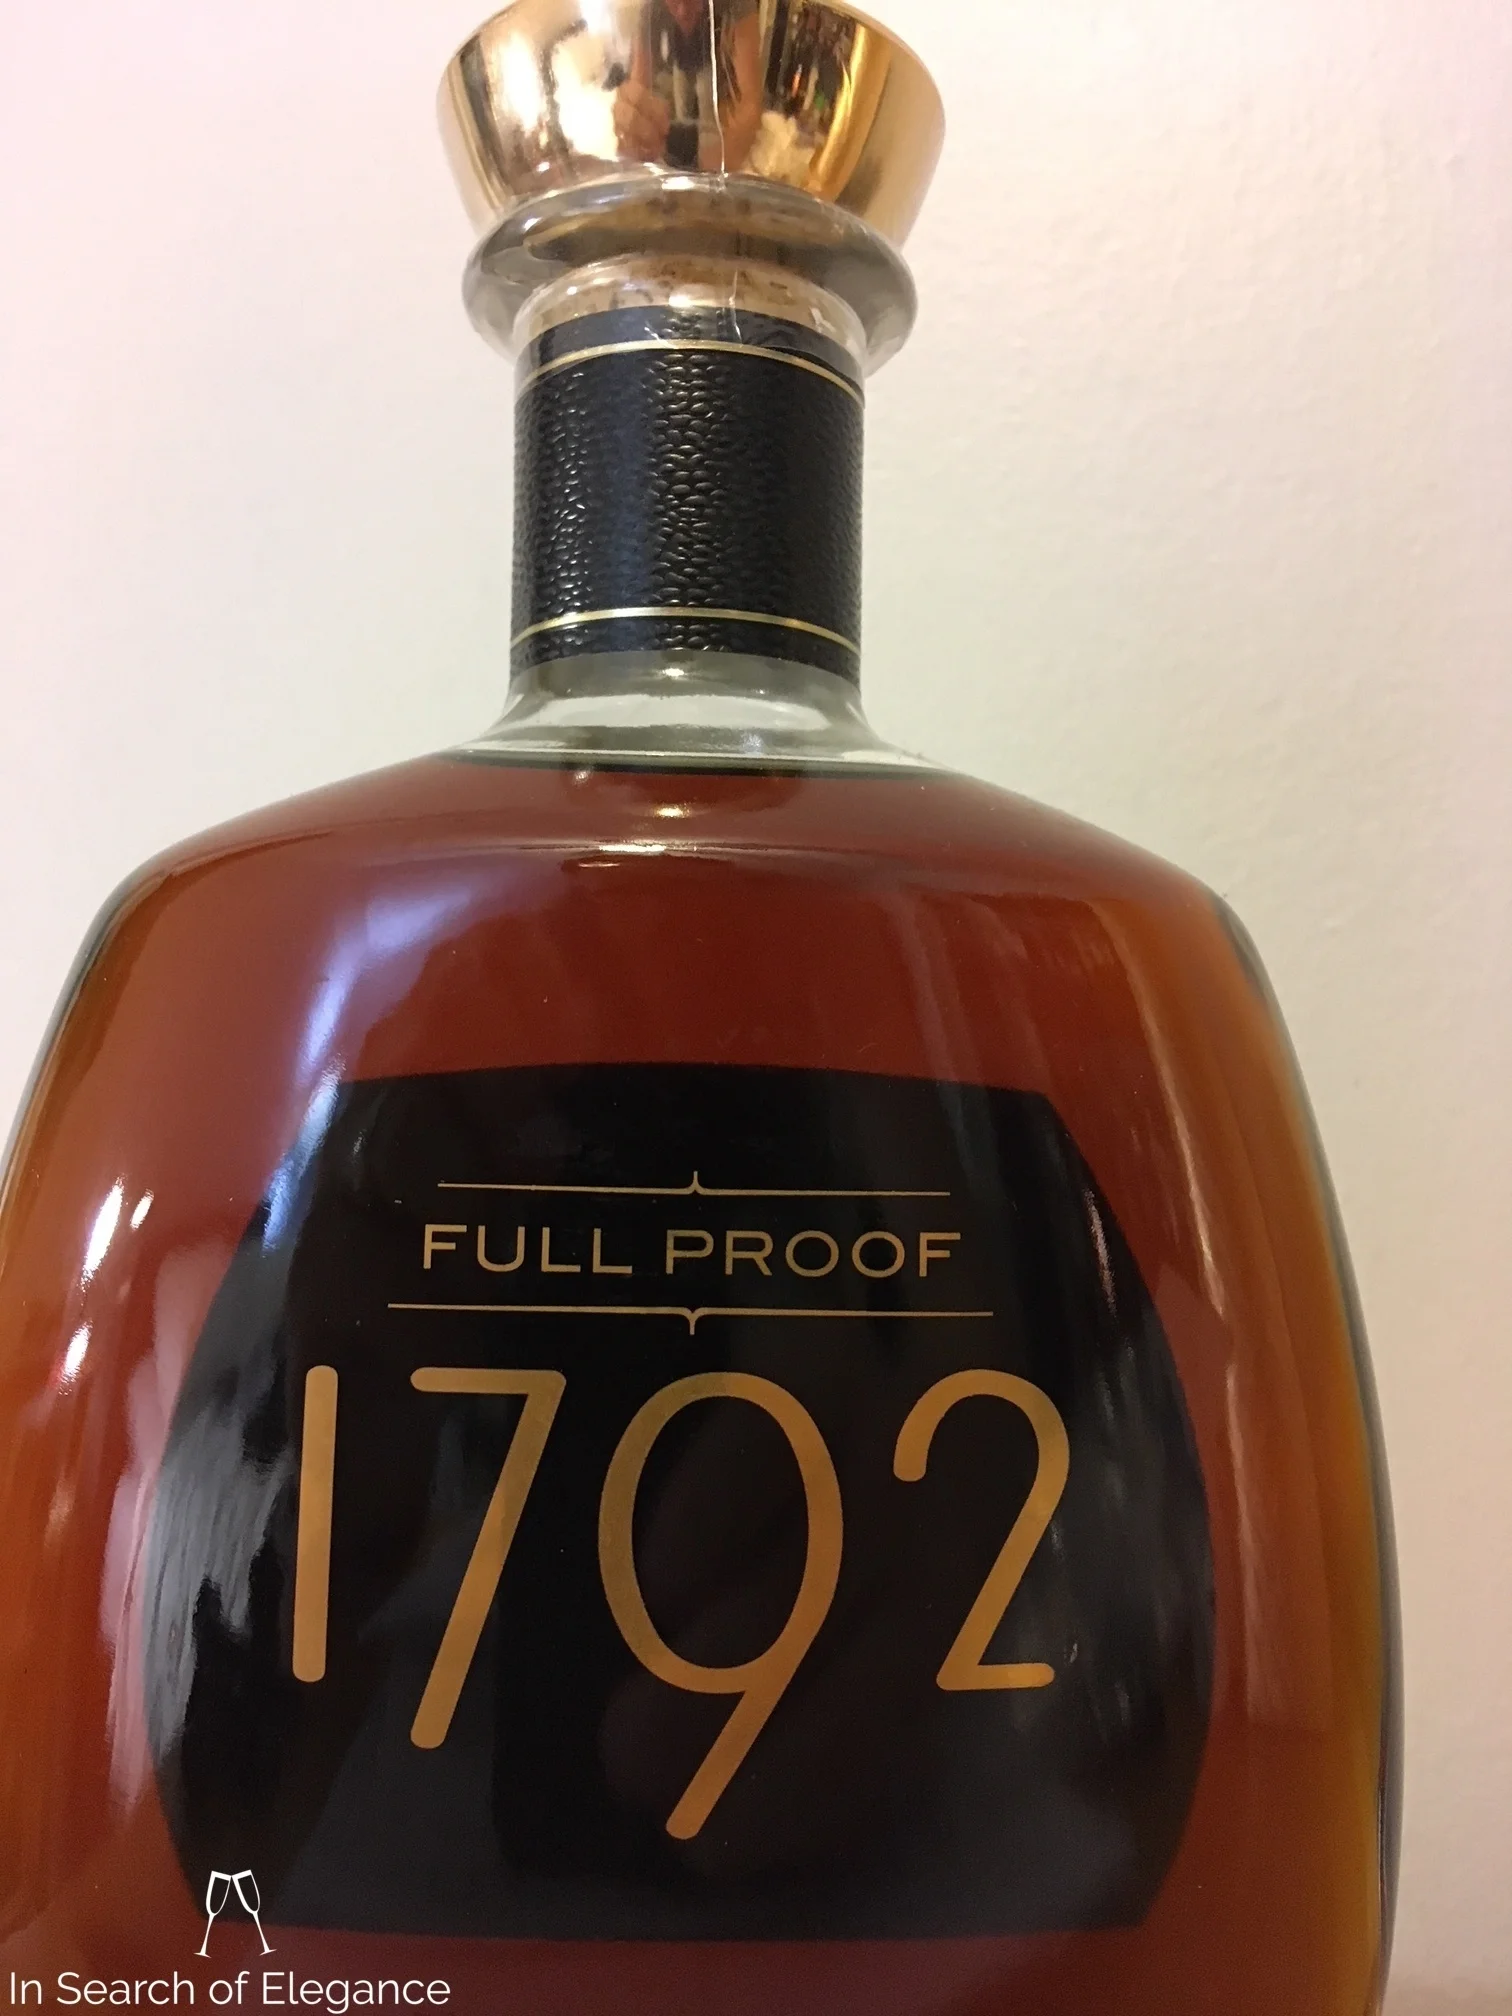 FULL PROOF
1792
In Search of Elegance